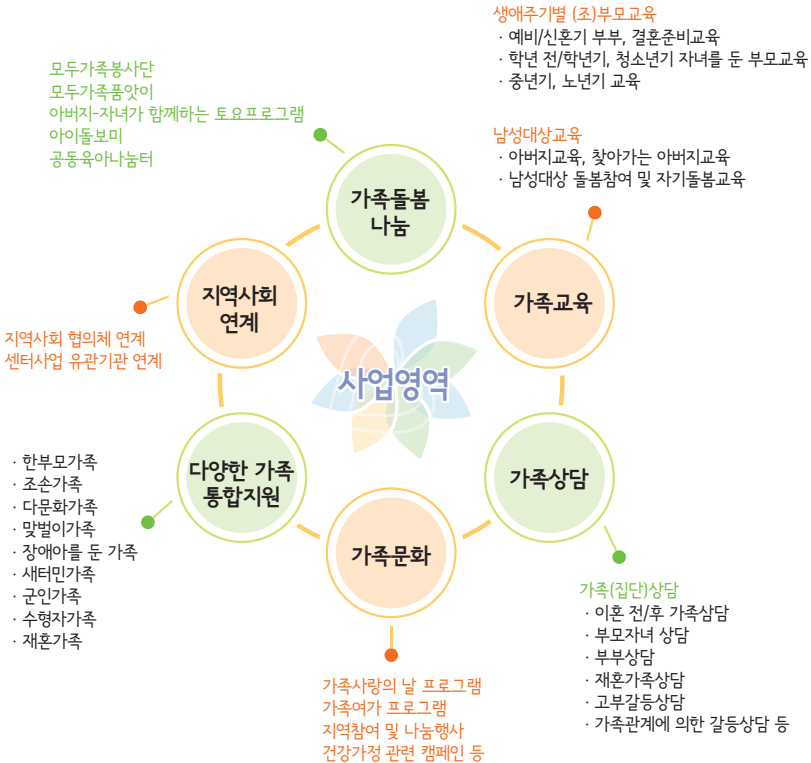 생애주기별 (조)부모교육
· 예비/신혼기 부부, 결혼준비교육
· 학년 전/학년기, 청소년기 자녀를 둔 부모교육
· 중년기, 노년기 교육
모두가족봉사단
모두가족품앗이
아버지-자녀가 함께하는 토요프로그램
아이돌보미
공동육아나눔터
남성대상교육
· 아버지교육, 찾아가는 아버지교육
· 남성대상 돌봄참여 및 자기돌봄교육
가족돌봄
나눔
지역사회
연계
가족교육
지역사회 협의체 연계
센터사업 유관기관 연계
사업영역
다양한 가족
통합지원
가족상담
· 한부모가족
· 조손가족
· 다문화가족
· 맞벌이가족
· 장애아를 둔 가족
· 새터민가족
· 군인가족
· 수형자가족
· 재혼가족
가족문화
가족(집단)상담
· 이혼 전/후 가족삼담
· 부모자녀 상담
· 부부상담
· 재혼가족상담
· 고부갈등상담
· 가족관계에 의한 갈등상담 등
가족사랑의 날 프로그램
가족여가 프로그램
지역참여 및 나눔행사
건강가정 관련 캠페인 등